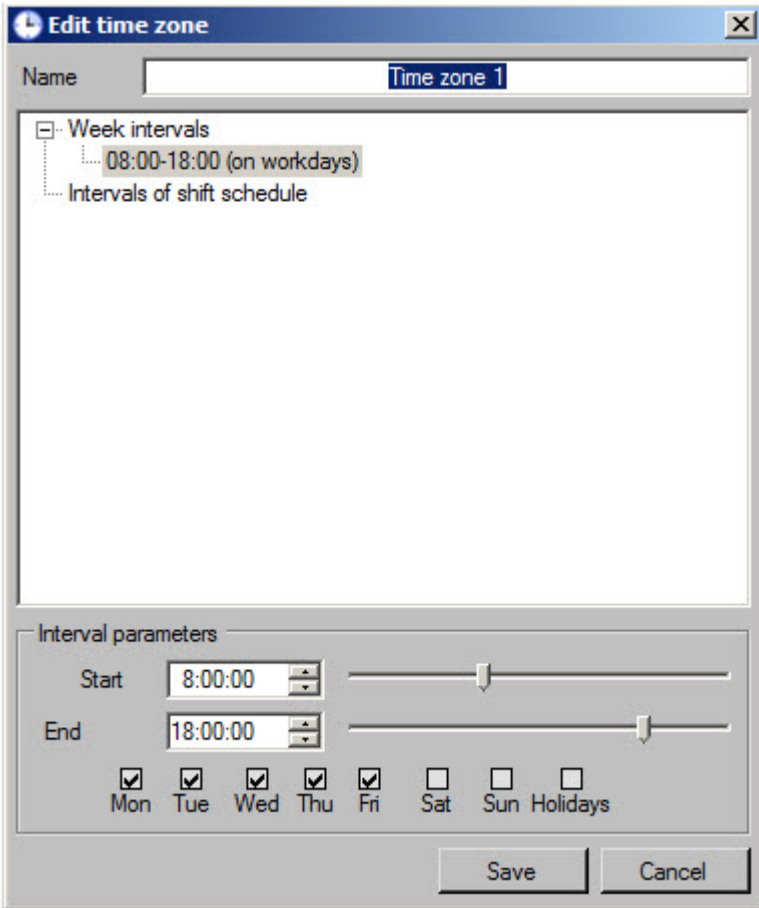 Edit time zone
Name Time zone 1
Week intervals
08:00-18:00 (on workdays)
Intervals of shift schedule
Interval parameters
Start 8:00:00
End 18:00:00
Mon Tue Wed Thu Fri Sat Sun Holidays
Save Cancel